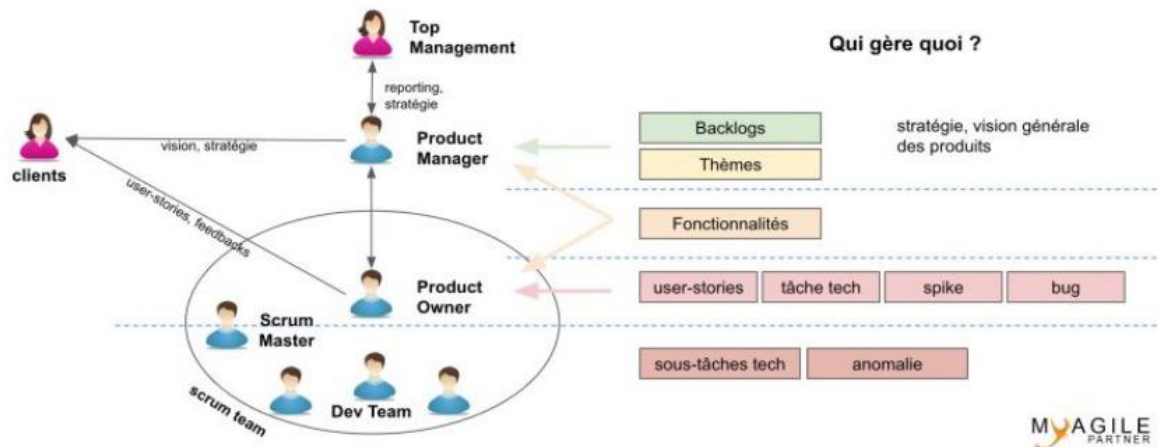 Top
Management
Qui gère quoi ?
reporting,
stratégie
clients
vision, stratégie
Product
Manager
Backlogs
Thèmes
stratégie, vision générale
des produits
user-stories, feedbacks
Fonctionnalités
Product
Owner
user-stories
tâche tech
spike
bug
Scrum
Master
scrum team
Dev Team
sous-tâches tech
anomalie
MYAGILE
PARTNER